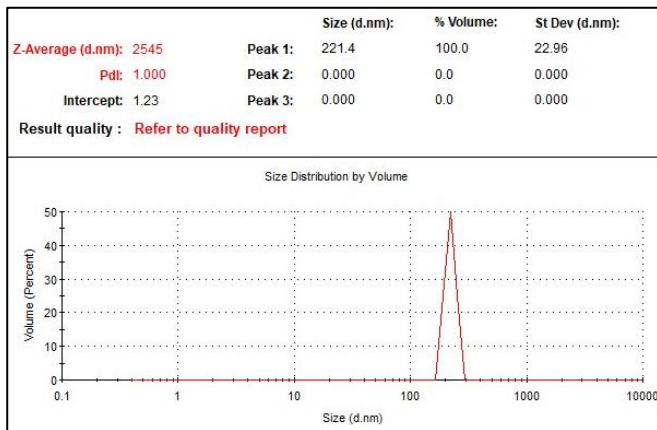 Size (d.nm): % Volume: St Dev (d.nm):
Z-Average (d.nm): 2545 Peak 1: 221.4 100.0 22.96
PdI: 1.000 Peak 2: 0.000 0.0 0.000
Intercept: 1.23 Peak 3: 0.000 0.0 0.000
Result quality : Refer to quality report
Size Distribution by Volume
50
40
30
20
10
0
Volume (Percent)
0.1 1 10 100 1000 10000
Size (d.nm)